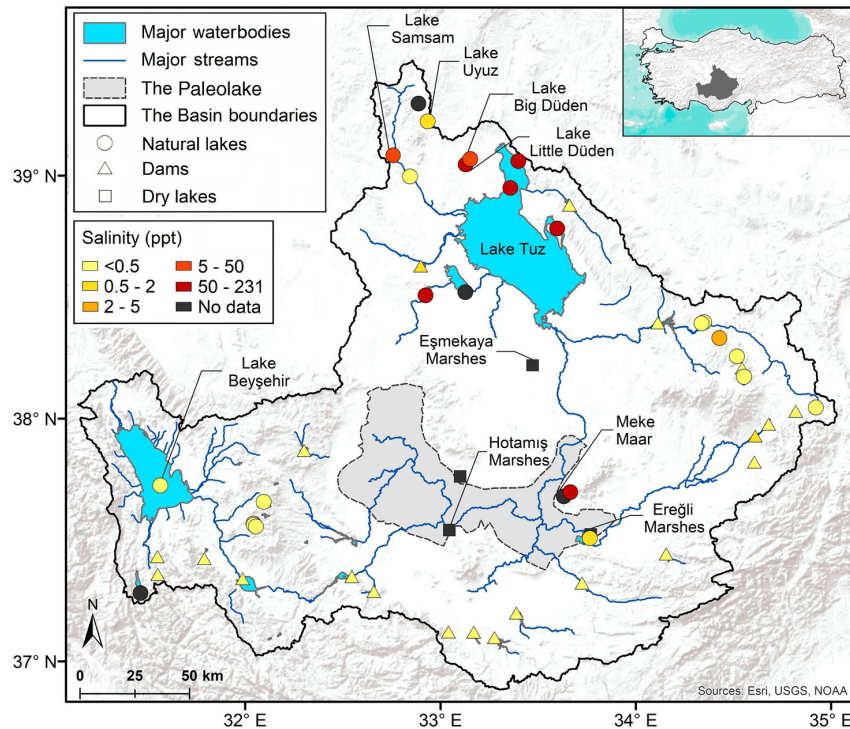 Major waterbodies
Major streams
The Paleolake
The Basin boundaries
Natural lakes
Dams
Dry lakes
Salinity (ppt)
<0.5
0.5 - 2
2 - 5
5 - 50
50 - 231
No data
Lake
Samsam
Lake
Uyuz
Lake
Big Düden
Lake
Little Düden
Lake Tuz
Eşmekaya
Marshes
Lake
Beyşehir
Hotamış
Marshes
Meke
Maar
Ereğli
Marshes
39° N
38° N
37° N
N
0 25 50 km
Sources: Esri, USGS, NOAA
32° E 33° E 34° E 35° E